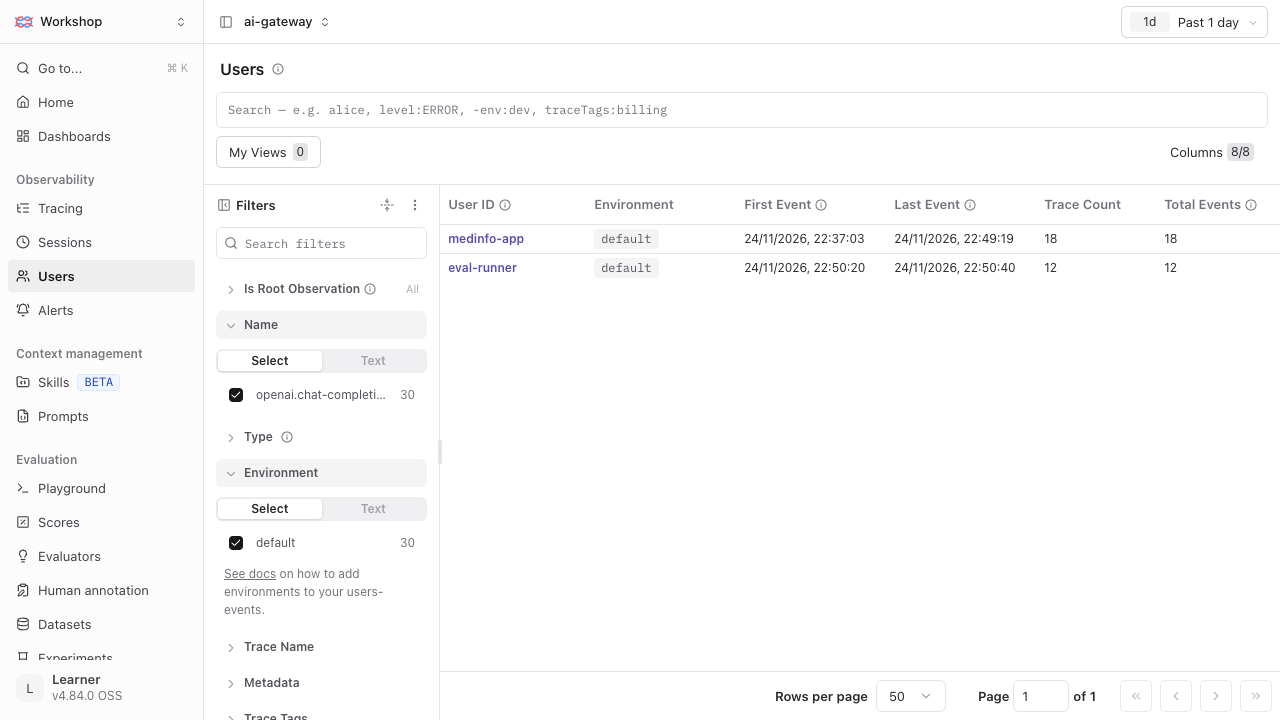 Workshop
ai-gateway
1d Past 1 day
Go to... ⌘ K
Home
Dashboards
Observability
Tracing
Sessions
Users
Alerts
Context management
Skills BETA
Prompts
Evaluation
Playground
Scores
Evaluators
Human annotation
Datasets
Experiments
L
Learner
v4.84.0 OSS
Users
Search — e.g. alice, level:ERROR, -env:dev, traceTags:billing
My Views 0
Columns 8/8
Filters
Search filters
Is Root Observation All
Name
Select Text
openai.chat-completi... 30
Type
Environment
Select Text
default 30
See docs on how to add
environments to your users-
events.
Trace Name
Metadata
Trace Tags
User ID Environment First Event Last Event Trace Count Total Events
medinfo-app default 24/11/2026, 22:37:03 24/11/2026, 22:49:19 18 18
eval-runner default 24/11/2026, 22:50:20 24/11/2026, 22:50:40 12 12
Rows per page 50 Page 1 of 1